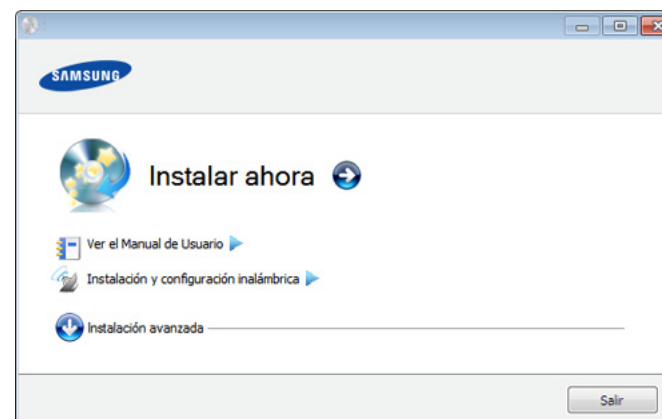 SAMSUNG
Instalar ahora
Ver el Manual de Usuario
Instalación y configuración inalámbrica
Instalación avanzada
Salir